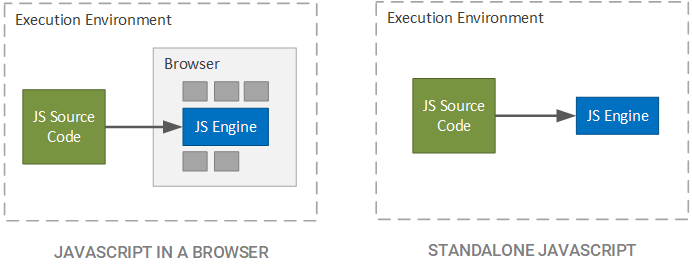 Execution Environment
Browser
JS Source
Code
JS Engine
JAVASCRIPT IN A BROWSER
Execution Environment
JS Source
Code
JS Engine
STANDALONE JAVASCRIPT